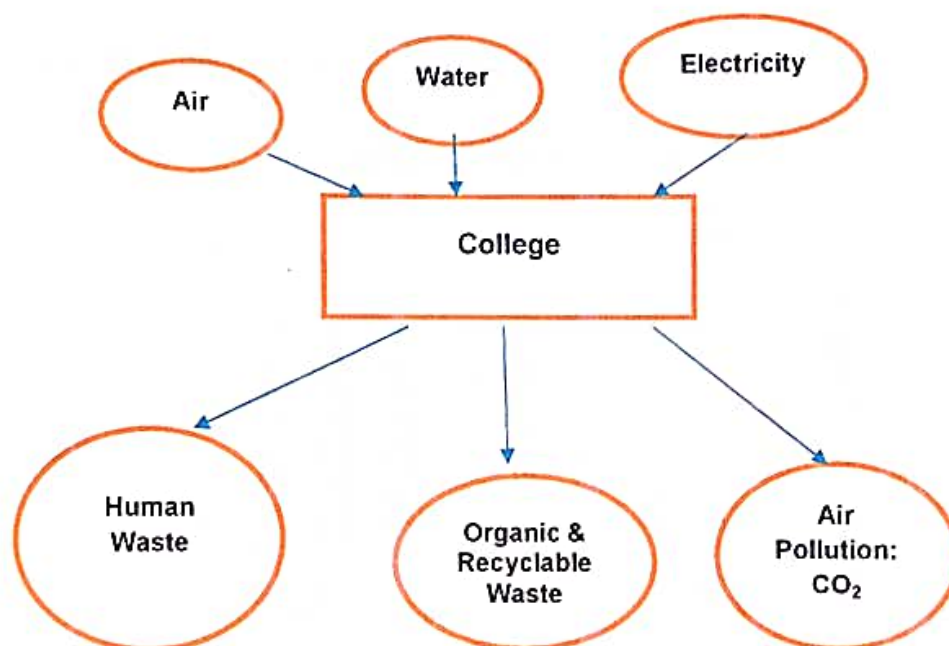 Air
Water
Electricity
College
Human
Waste
Organic &
Recyclable
Waste
Air
Pollution:
CO₂